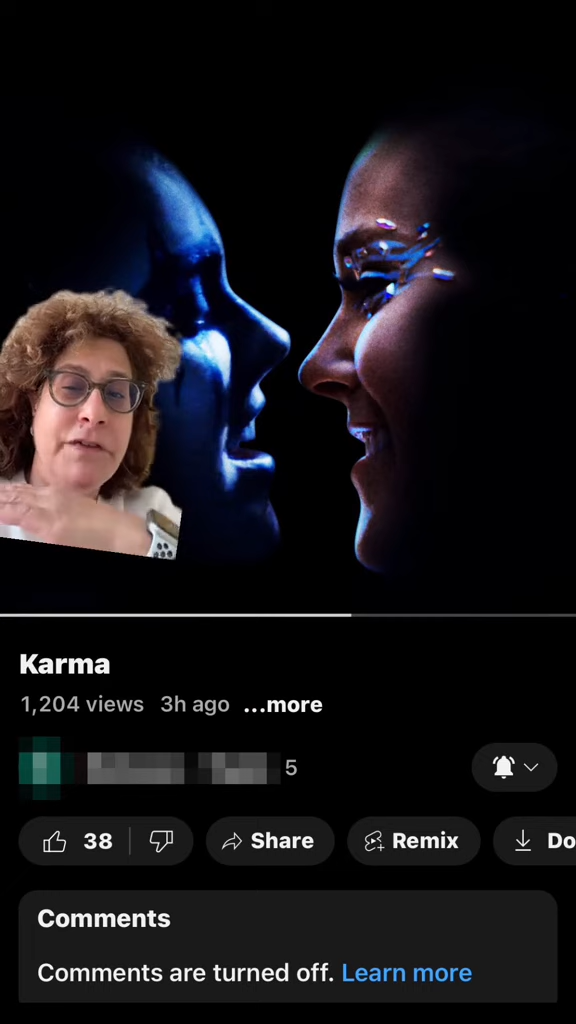 Karma
1,204 views 3h ago ...more
5
38 Share Remix Do
Comments
Comments are turned off. Learn more